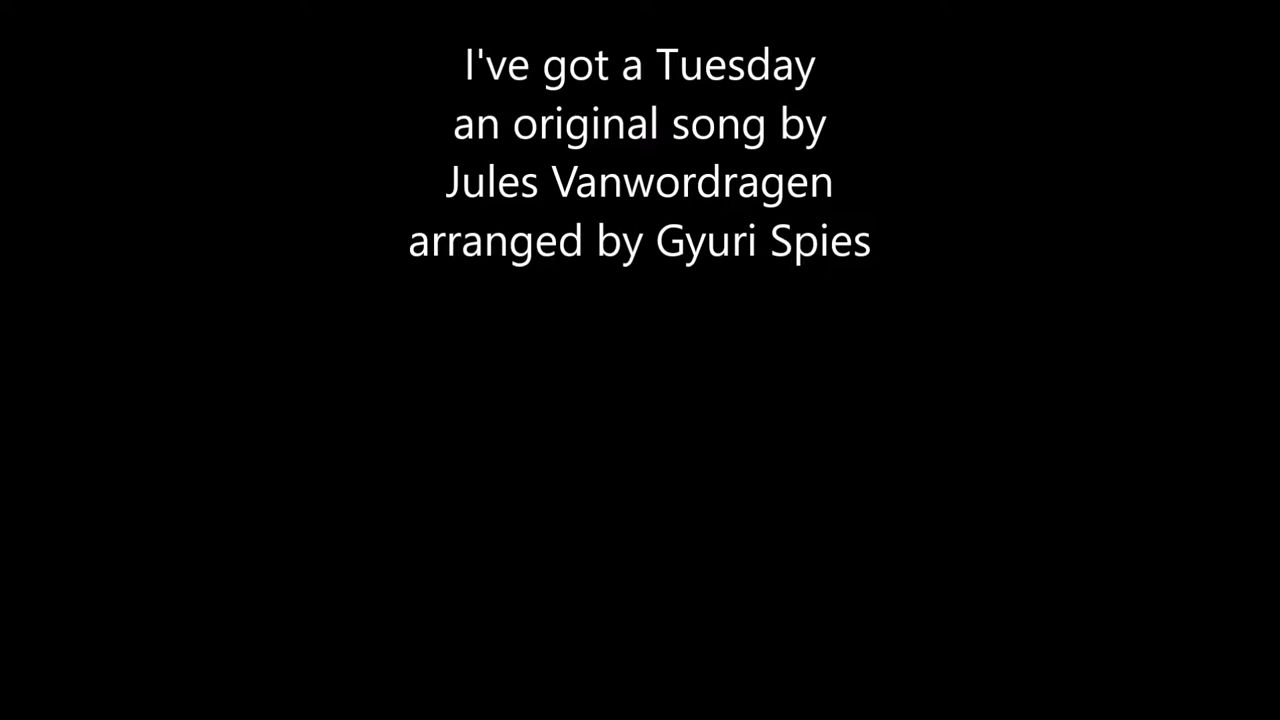 I've got a Tuesday
an original song by
Jules Vanwordragen
arranged by Gyuri Spies